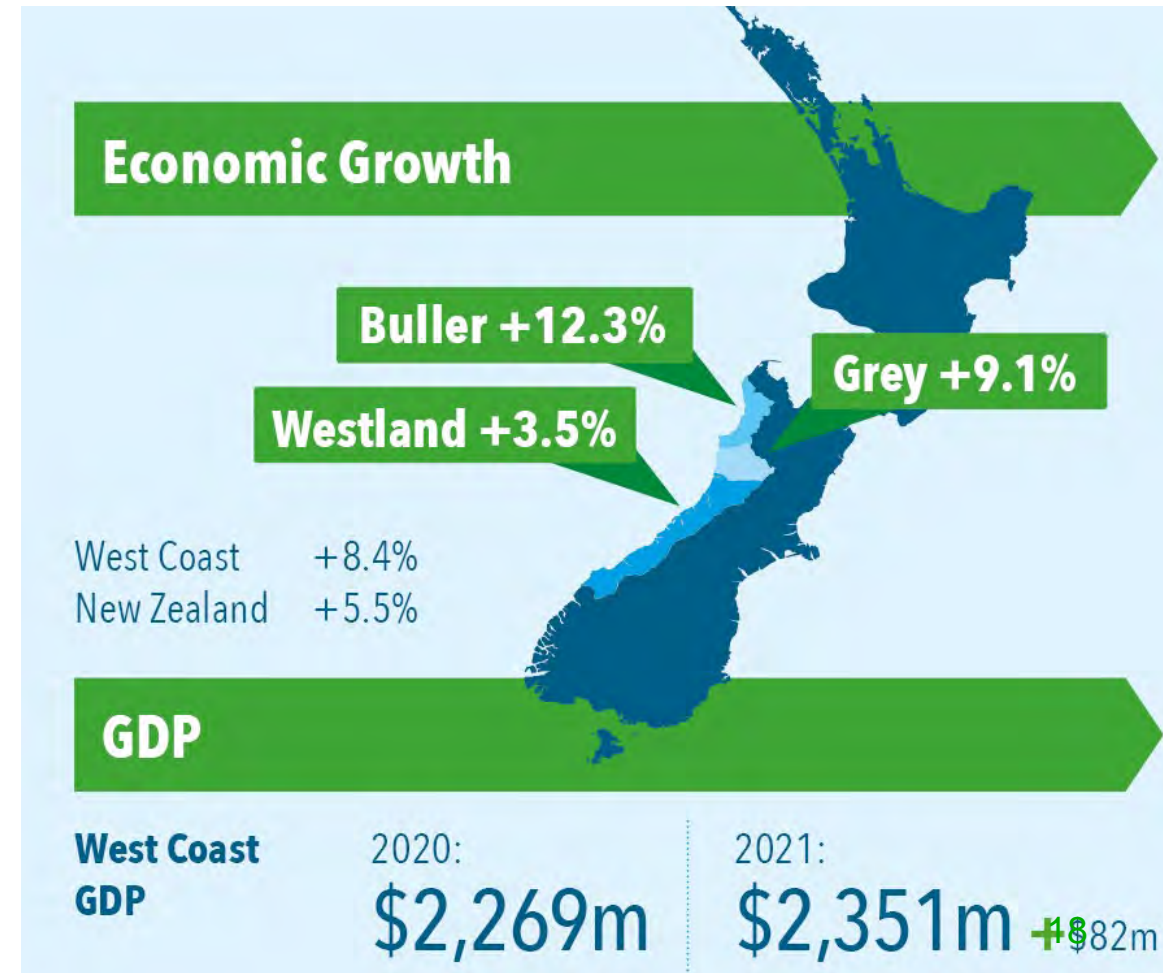 Economic Growth
Buller +12.3%
Grey +9.1%
Westland +3.5%
West Coast +8.4%
New Zealand +5.5%
GDP
West Coast 2020: 2021:
GDP $2,269m $2,351m +$82m
18